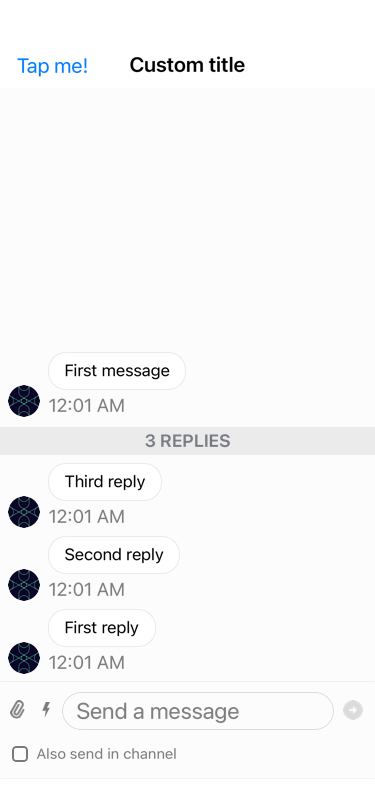 Tap me! Custom title
First message
12:01 AM
3 REPLIES
Third reply
12:01 AM
Second reply
12:01 AM
First reply
12:01 AM
Send a message
Also send in channel